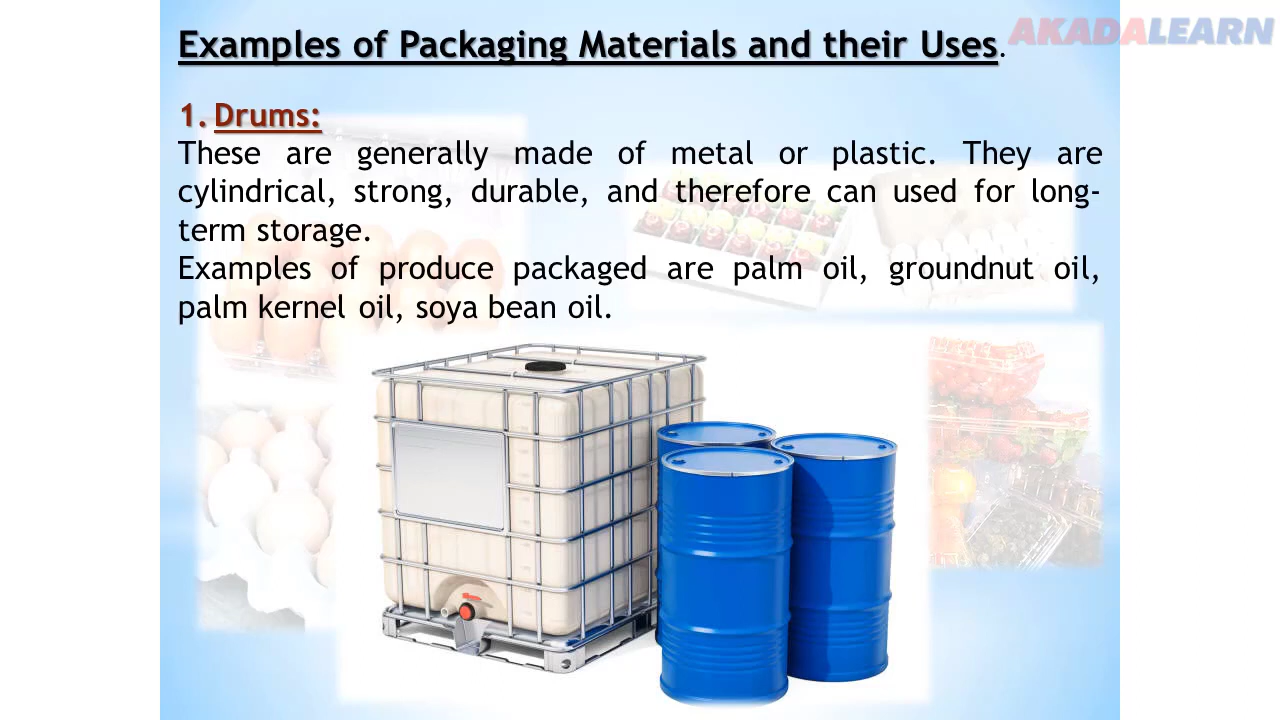 AKADALEARN
Examples of Packaging Materials and their Uses.
1. Drums:
These are generally made of metal or plastic. They are
cylindrical, strong, durable, and therefore can used for long-
term storage.
Examples of produce packaged are palm oil, groundnut oil,
palm kernel oil, soya bean oil.